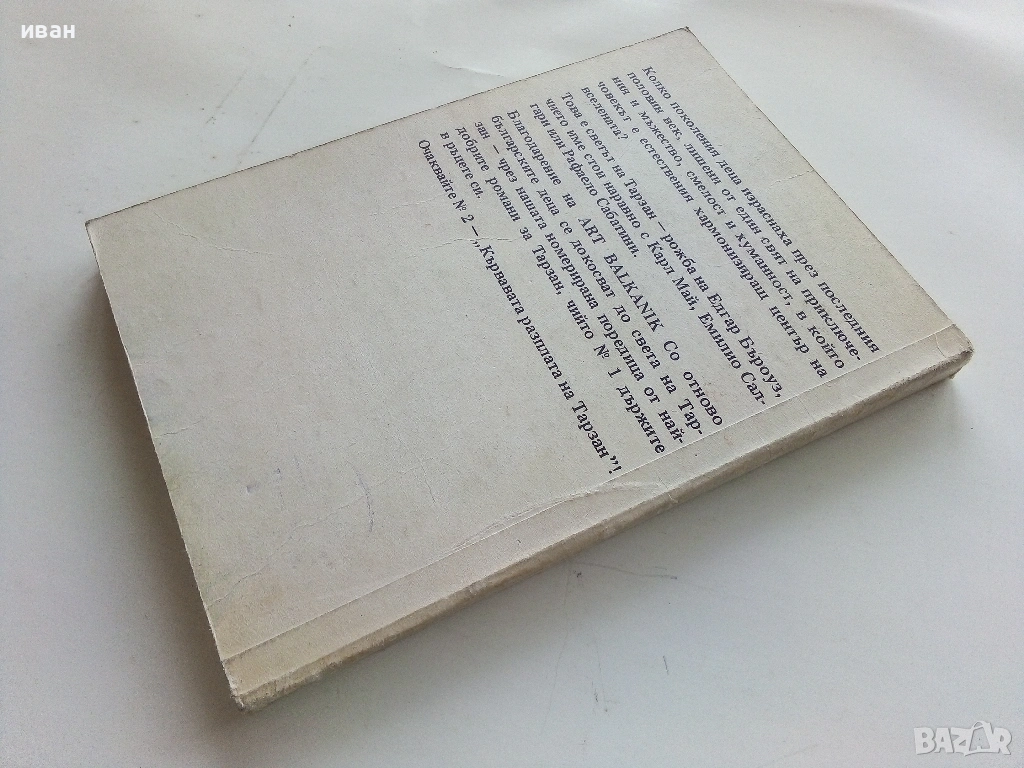 иван
Колко поколения деца израснаха през последния
половин век, лишени от един свят на приключе-
ния и мъжество, смелост и хуманност, в който
човекът е естествения хармонизиращ център на
вселената?
Това е светът на Тарзан — рожба на Едгар Бъроуз,
чието име стои наравно с Карл Май, Емилио Сал-
гари или Рафаело Сабатини.
Благодарение на ART BALKANIK Co отново
българските деца се докосват до света на Тар-
зан — чрез нашата номерирана поредица от най-
добрите романи за Тарзан, чийто № 1 държите
в ръцете си.
Очаквайте № 2 — „Кървавата разплата на Тарзан”!
BAZAR